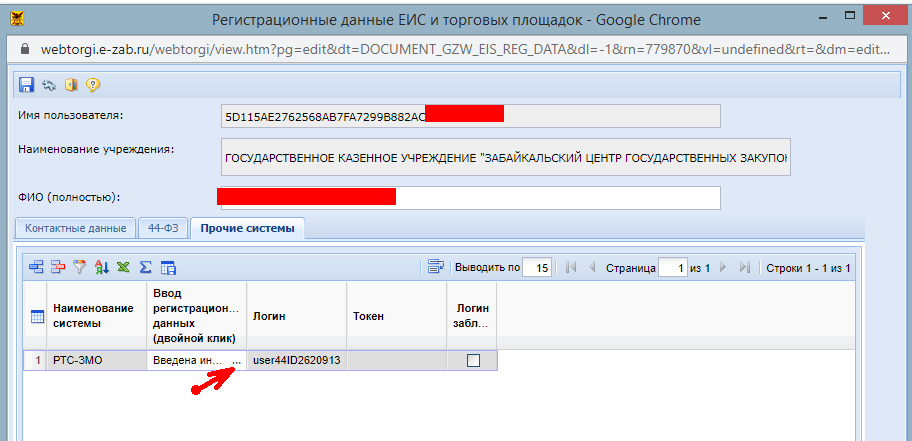 Регистрационные данные ЕИС и торговых площадок - Google Chrome
webtorgi.e-zab.ru/webtorgi/view.htm?pg=edit&dt=DOCUMENT_GZW_EIS_REG_DATA&dl=-1&rn=779870&vl=undefined&rt=&dm=edit...
Имя пользователя:
5D115AE2762568AB7FA7299B882AC
Наименование учреждения:
ГОСУДАРСТВЕННОЕ КАЗЕННОЕ УЧРЕЖДЕНИЕ "ЗАБАЙКАЛЬСКИЙ ЦЕНТР ГОСУДАРСТВЕННЫХ ЗАКУПОК
ФИО (полностью):
Контактные данные 44-ФЗ Прочие системы
Выводить по 15 Страница 1 из 1 Строки 1 - 1 из 1
Наименование системы
Ввод регистрацион... данных (двойной клик)
Логин
Токен
Логин забл...
1 РТС-ЗМО Введена ин... ... user44ID2620913